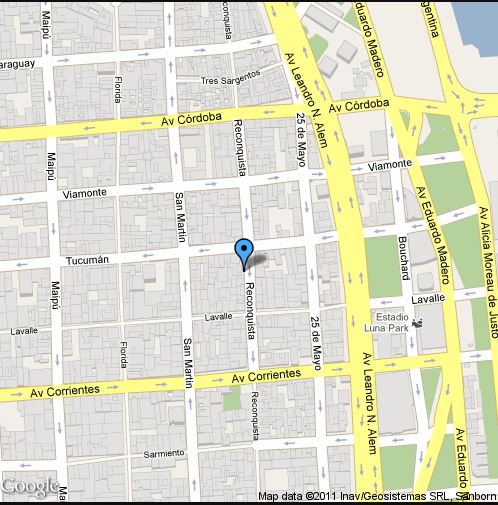 Maipú
Paraguay
Florida
Tres Sargentos
Reconquista
Av Leandro N. Alem
Av Eduardo Madero
Argentina
Av Córdoba
Av Córdoba
Reconquista
25 de Mayo
Maipú
Viamonte
Viamonte
San Martín
Av Eduardo Madero
Av Alicia Moreau de Justo
Tucumán
Bouchard
Maipú
Reconquista
Lavalle
Lavalle
Lavalle
Estadio
Luna Park
25 de Mayo
Florida
San Martín
Av Leandro N. Alem
Av Corrientes
Av Corrientes
Reconquista
Av Eduardo
Sarmiento
Google
Map data ©2011 Inav/Geosistemas SRL, Sanborn